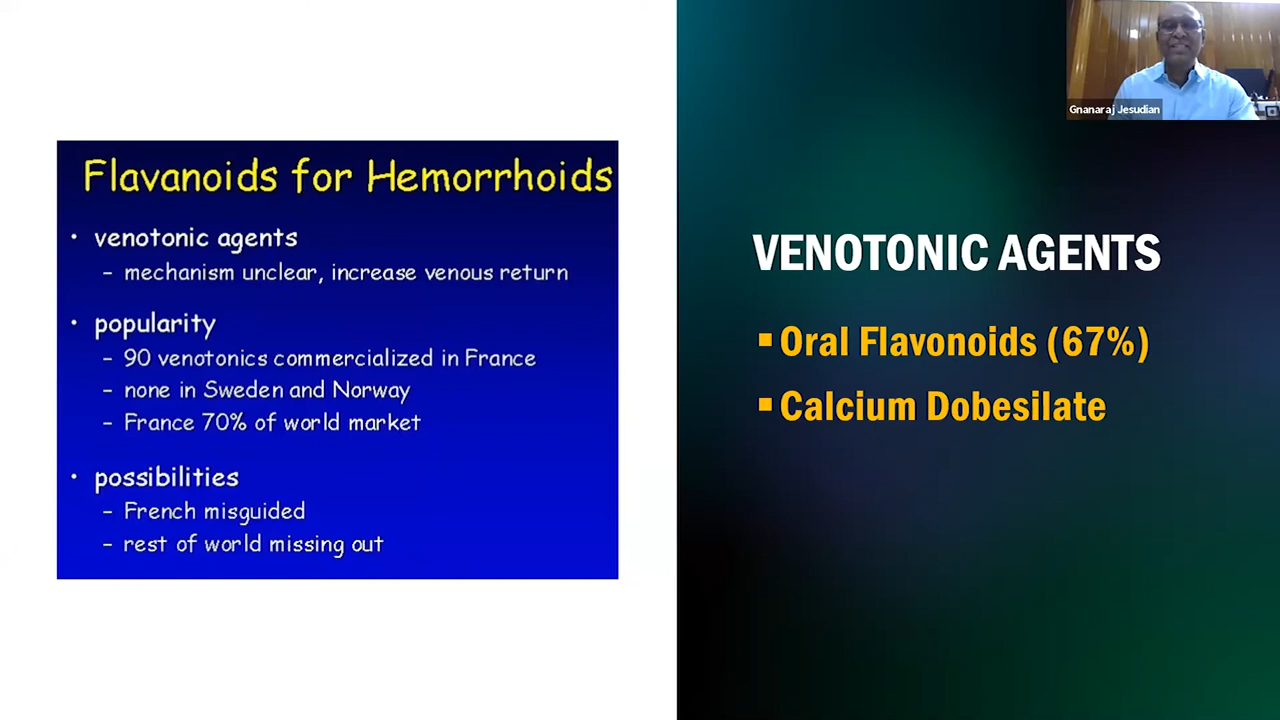 Flavanoids for Hemorrhoids
• venotonic agents
– mechanism unclear, increase venous return
• popularity
– 90 venotonics commercialized in France
– none in Sweden and Norway
– France 70% of world market
• possibilities
– French misguided
– rest of world missing out
VENOTONIC AGENTS
▪ Oral Flavonoids (67%)
▪ Calcium Dobesilate
Gnanaraj Jesudian